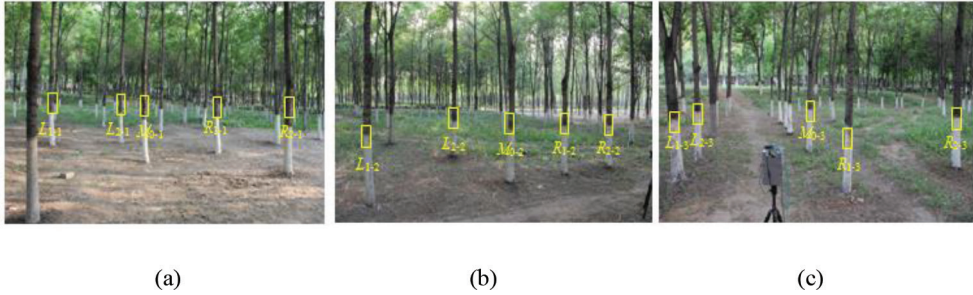 L1-1 L2-1 M0-1 R1-1 R2-1
L1-2 L2-2 M0-2 R1-2 R2-2
L1-3 L2-3 M0-3 R1-3 R2-3
(a) (b) (c)